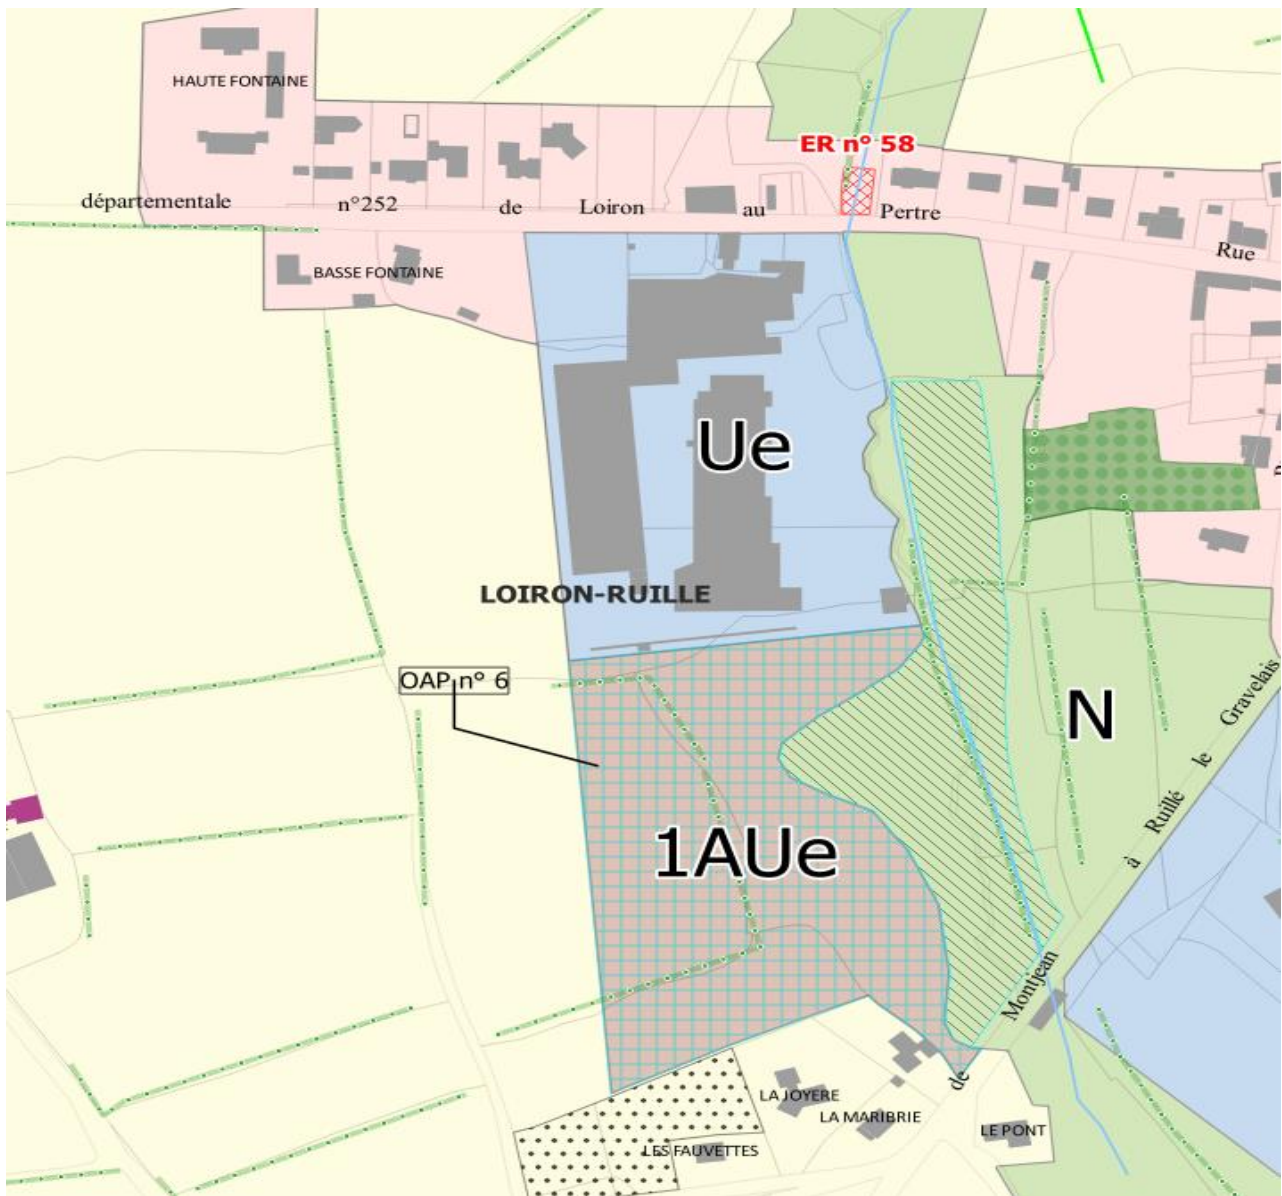 HAUTE FONTAINE
ER n° 58
départementale n°252 de Loiron au Pertre
Rue
BASSE FONTAINE
Ue
LOIRON-RUILLE
OAP n° 6
N
1AUe
de Montjean à Ruillé le Gravelais
LA JOYERE
LA MARIBRIE
LE PONT
LES FAUVETTES